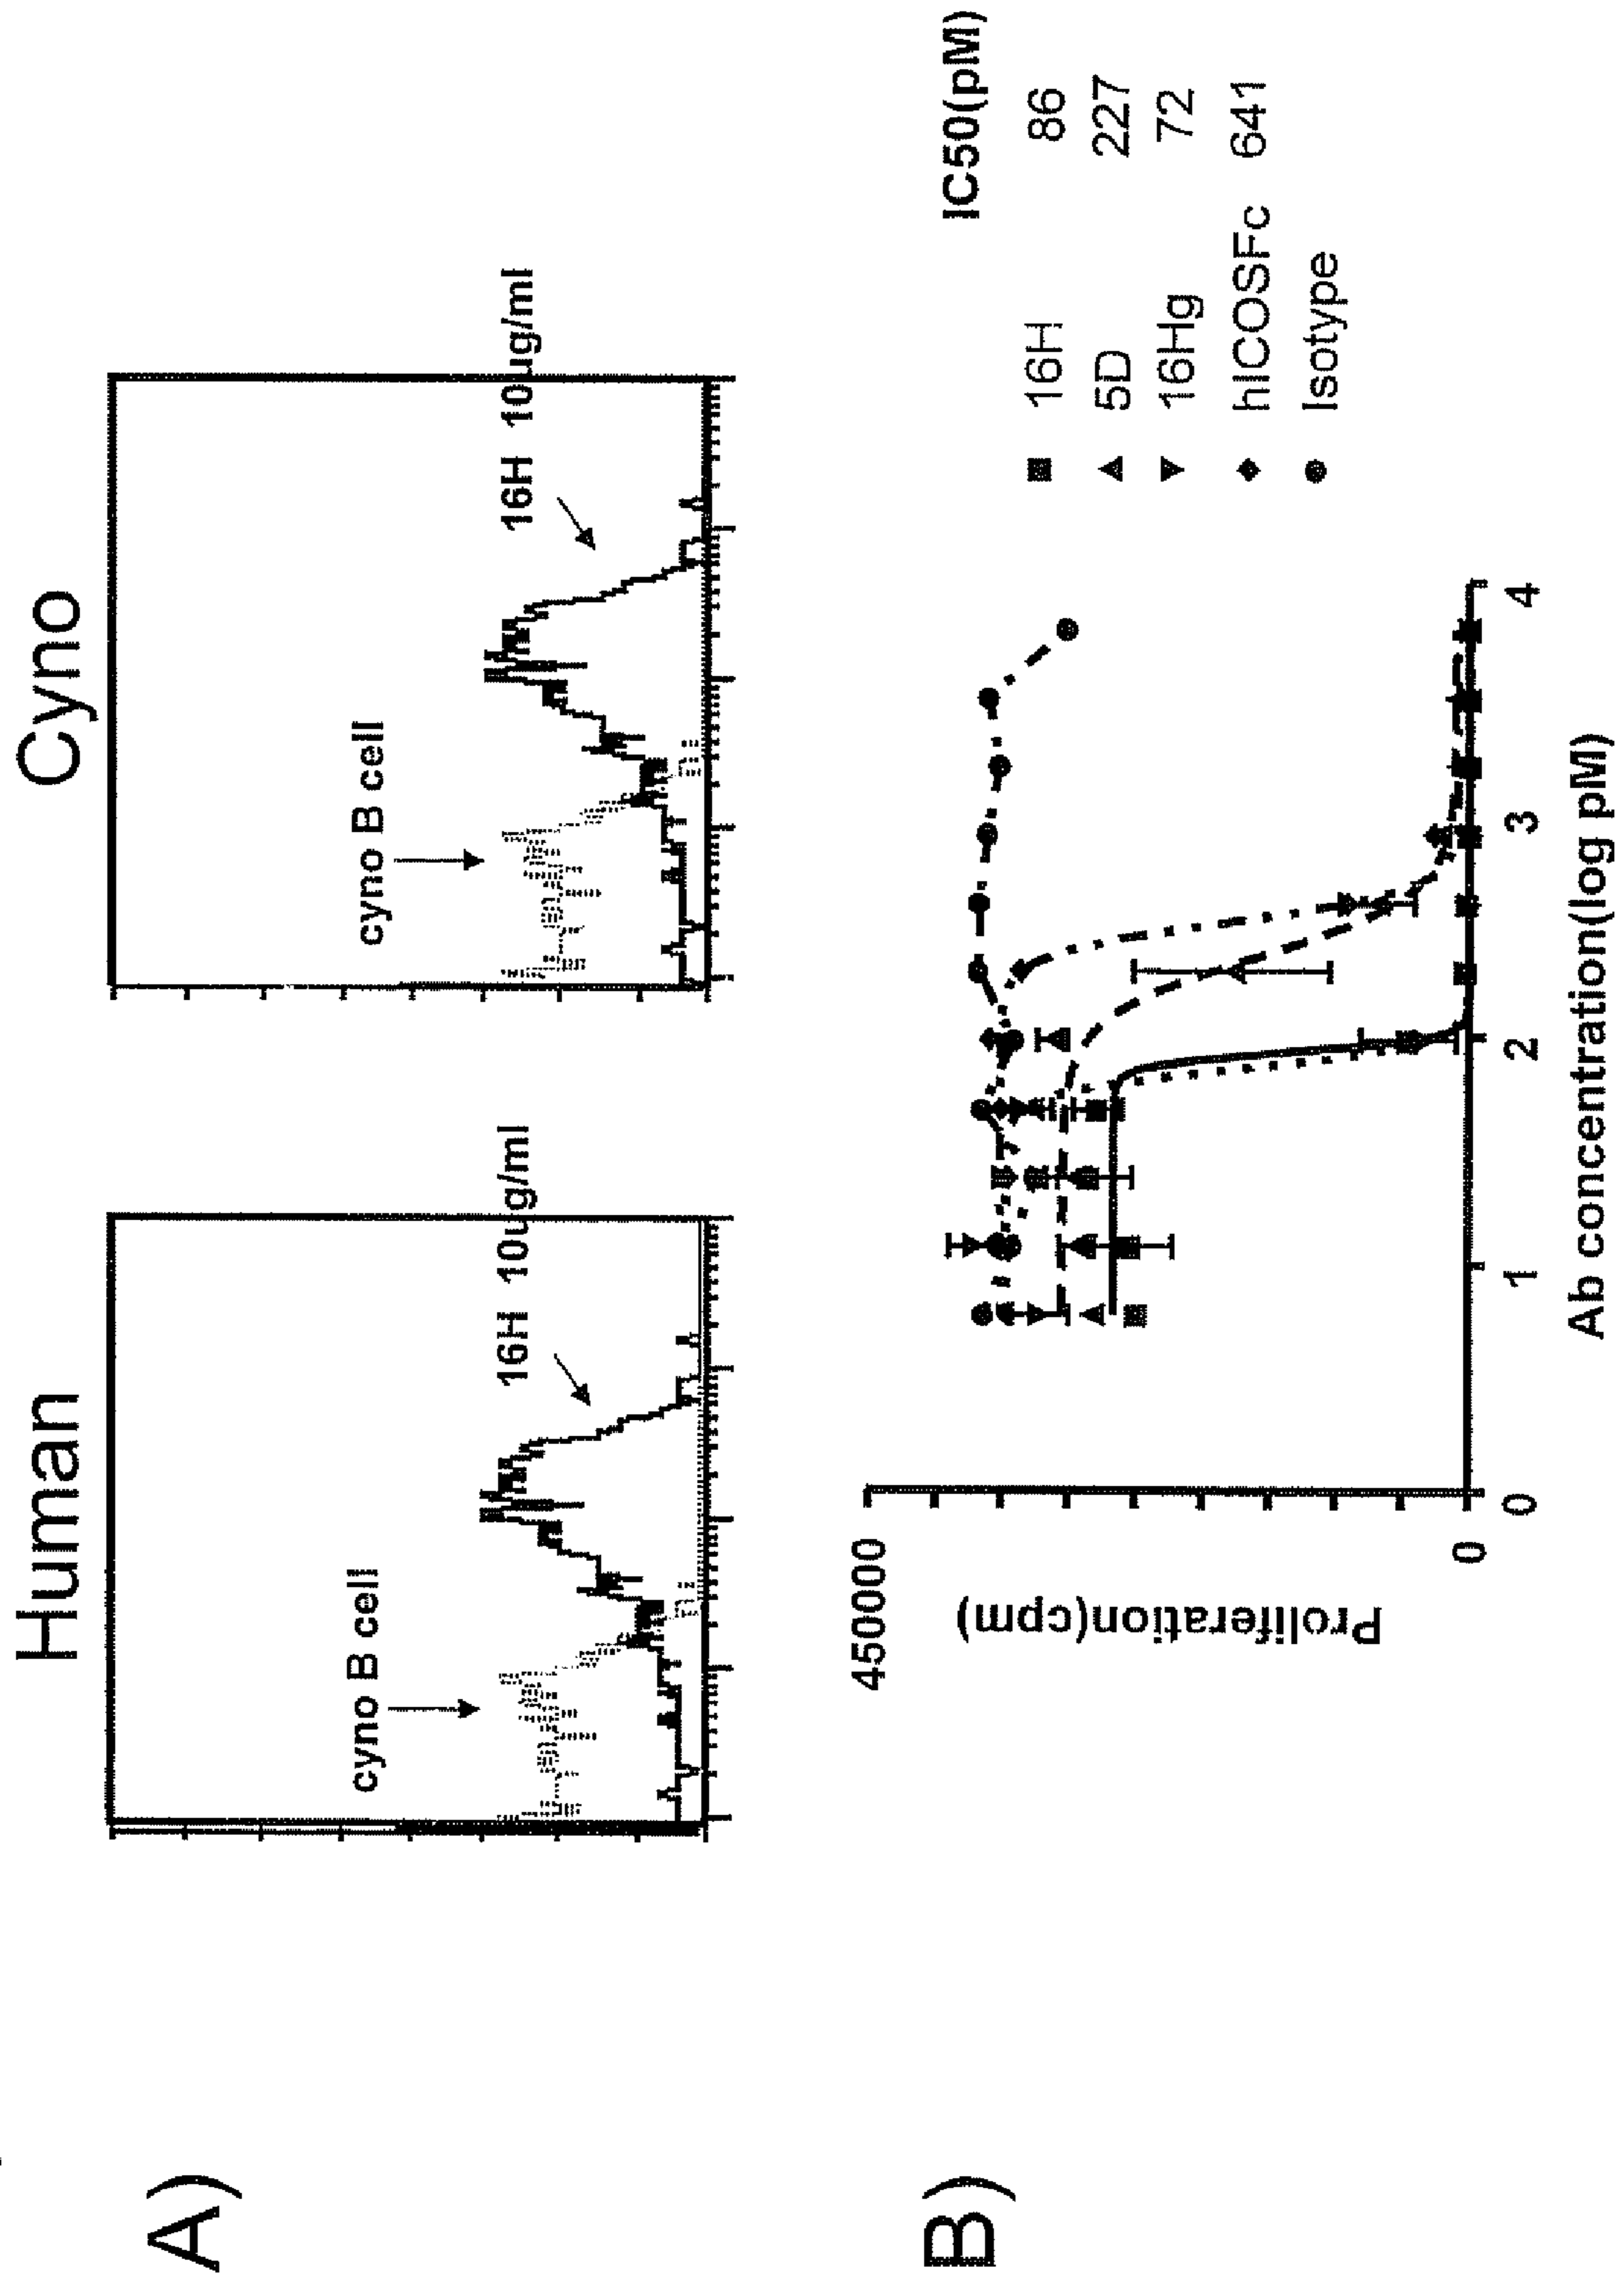 A)
Human
Cyno
cyno B cell
16H 10ug/ml
cyno B cell
16H 10ug/ml
B)
450000
Proliferation(cpm)
0
0
1
2
3
4
Ab concentration(log pM)
IC50(pM)
16H 86
5D 227
16Hg 72
hICOSFc 641
Isotype